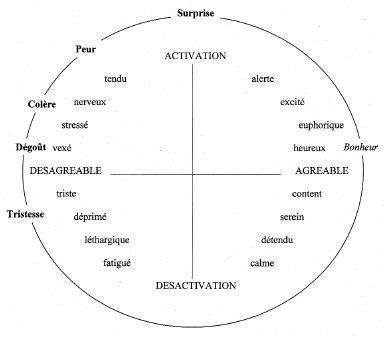 Surprise
Peur
ACTIVATION
tendu alerte
Colère nerveux excité
stressé euphorique
Dégoût vexé heureux Bonheur
DESAGREABLE AGREABLE
triste content
Tristesse déprimé serein
léthargique détendu
fatigué calme
DESACTIVATION